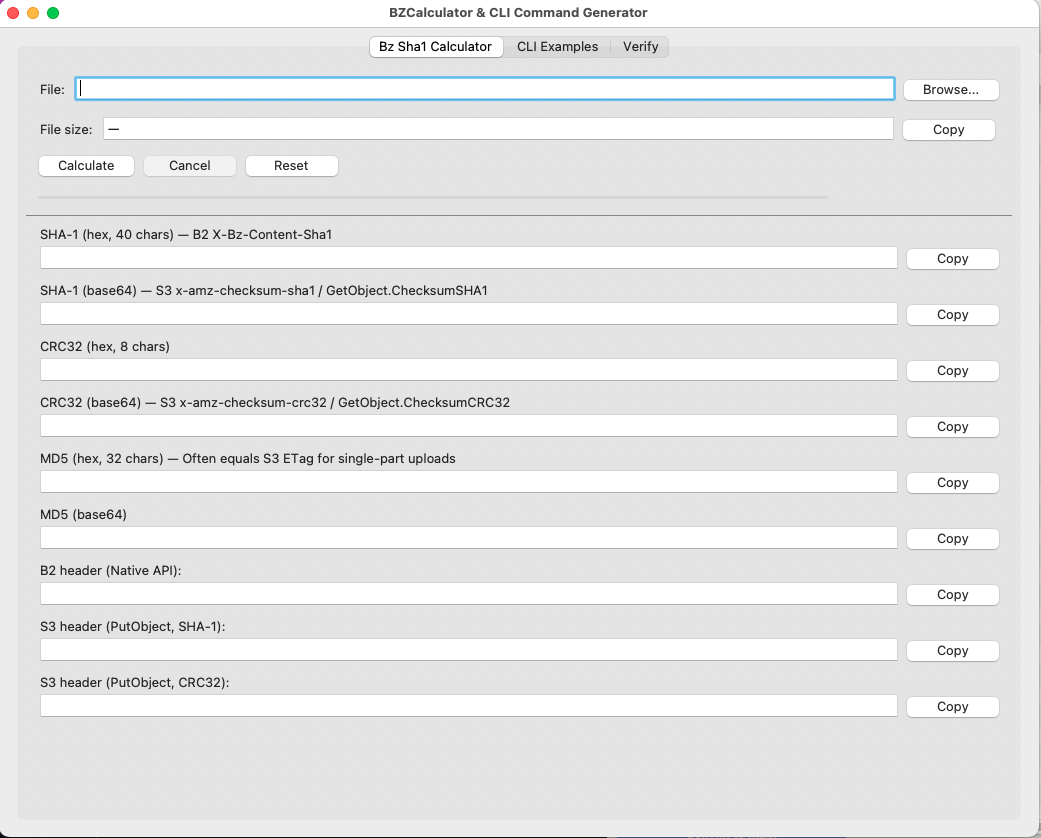 BZCalculator & CLI Command Generator
Bz Sha1 Calculator CLI Examples Verify
File: Browse...
File size: — Copy
Calculate Cancel Reset
SHA-1 (hex, 40 chars) — B2 X-Bz-Content-Sha1
Copy
SHA-1 (base64) — S3 x-amz-checksum-sha1 / GetObject.ChecksumSHA1
Copy
CRC32 (hex, 8 chars)
Copy
CRC32 (base64) — S3 x-amz-checksum-crc32 / GetObject.ChecksumCRC32
Copy
MD5 (hex, 32 chars) — Often equals S3 ETag for single-part uploads
Copy
MD5 (base64)
Copy
B2 header (Native API):
Copy
S3 header (PutObject, SHA-1):
Copy
S3 header (PutObject, CRC32):
Copy